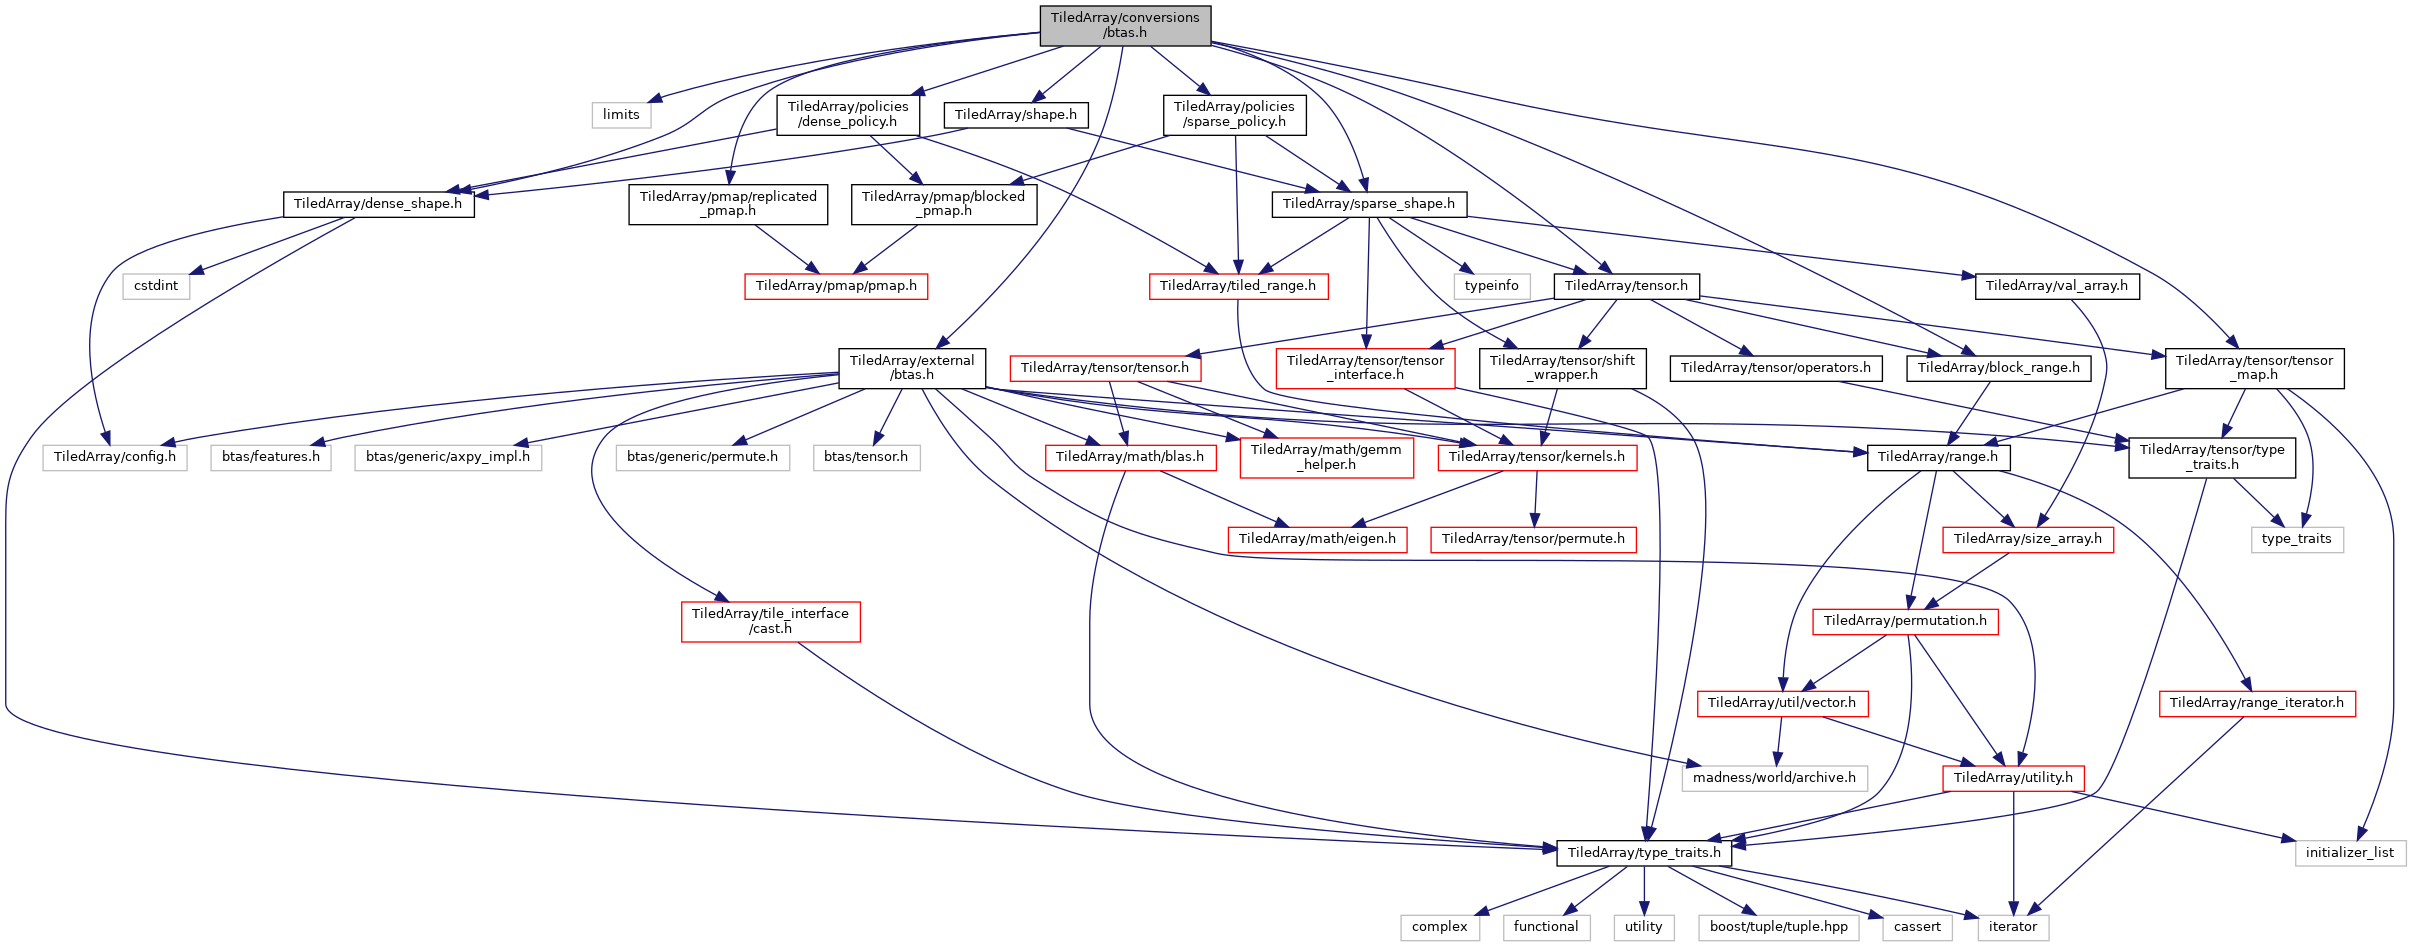 TiledArray/conversions
/btas.h
limits
TiledArray/policies
/dense_policy.h
TiledArray/shape.h
TiledArray/policies
/sparse_policy.h
TiledArray/dense_shape.h
TiledArray/pmap/replicated
_pmap.h
TiledArray/pmap/blocked
_pmap.h
TiledArray/sparse_shape.h
cstdint
TiledArray/pmap/pmap.h
TiledArray/tiled_range.h
typeinfo
TiledArray/tensor.h
TiledArray/val_array.h
TiledArray/external
/btas.h
TiledArray/tensor/tensor.h
TiledArray/tensor/tensor
_interface.h
TiledArray/tensor/shift
_wrapper.h
TiledArray/tensor/operators.h
TiledArray/block_range.h
TiledArray/tensor/tensor
_map.h
TiledArray/config.h
btas/features.h
btas/generic/axpy_impl.h
btas/generic/permute.h
btas/tensor.h
TiledArray/math/blas.h
TiledArray/math/gemm
_helper.h
TiledArray/tensor/kernels.h
TiledArray/range.h
TiledArray/tensor/type
_traits.h
TiledArray/math/eigen.h
TiledArray/tensor/permute.h
TiledArray/size_array.h
type_traits
TiledArray/tile_interface
/cast.h
TiledArray/permutation.h
TiledArray/util/vector.h
TiledArray/range_iterator.h
madness/world/archive.h
TiledArray/utility.h
TiledArray/type_traits.h
initializer_list
complex
functional
utility
boost/tuple/tuple.hpp
cassert
iterator